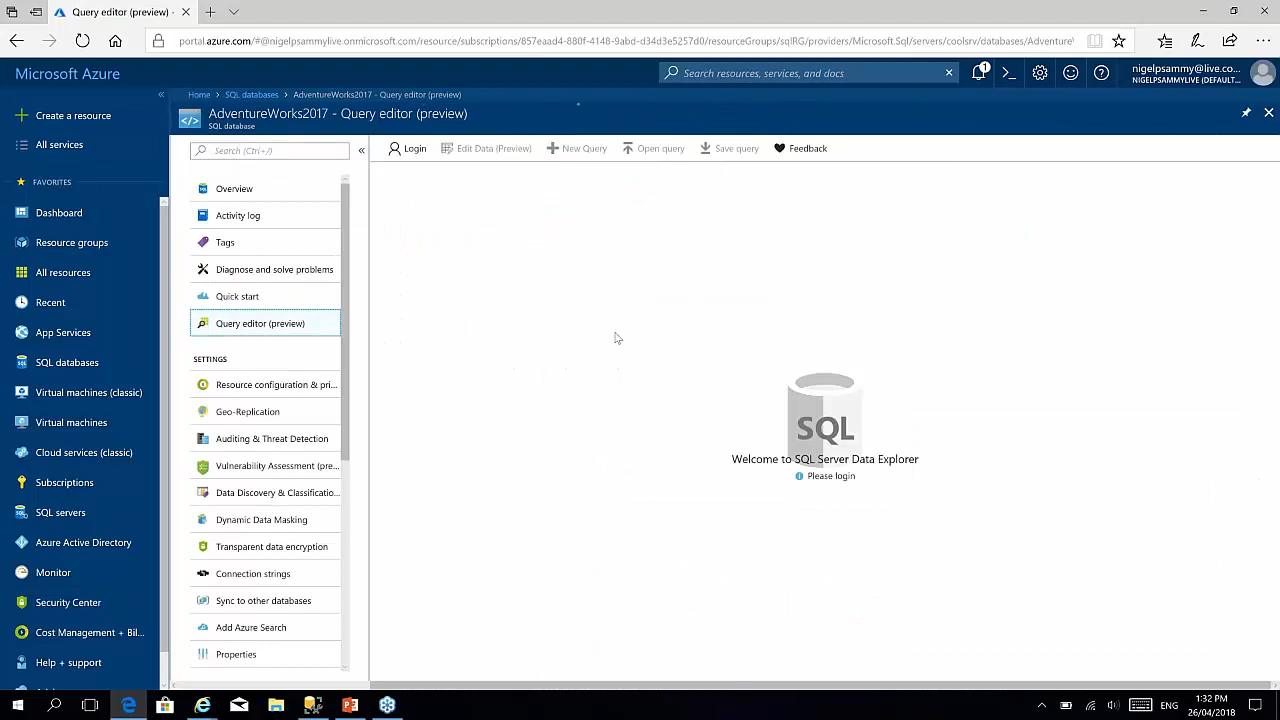 Query editor (preview) -
portal.azure.com/#@nigelpsammylive.onmicrosoft.com/resource/subscriptions/857eaad4-880f-4148-9abd-d34d3e5257d0/resourceGroups/sqlRG/providers/Microsoft.Sql/servers/coolsrv/databases/Adventure
Microsoft Azure
Search resources, services, and docs
1
nigelpsammy@live.co...
NIGELPSAMMYLIVE (DEFAULT...
Home > SQL databases > AdventureWorks2017 - Query editor (preview)
AdventureWorks2017 - Query editor (preview)
SQL database
Create a resource
All services
FAVORITES
Dashboard
Resource groups
All resources
Recent
App Services
SQL databases
Virtual machines (classic)
Virtual machines
Cloud services (classic)
Subscriptions
SQL servers
Azure Active Directory
Monitor
Security Center
Cost Management + Bil...
Help + support
Search (Ctrl+/)
Overview
Activity log
Tags
Diagnose and solve problems
Quick start
Query editor (preview)
SETTINGS
Resource configuration & pri...
Geo-Replication
Auditing & Threat Detection
Vulnerability Assessment (pre...
Data Discovery & Classificatio...
Dynamic Data Masking
Transparent data encryption
Connection strings
Sync to other databases
Add Azure Search
Properties
Login Edit Data (Preview) New Query Open query Save query Feedback
SQL
Welcome to SQL Server Data Explorer
Please login
ENG
1:32 PM
26/04/2018